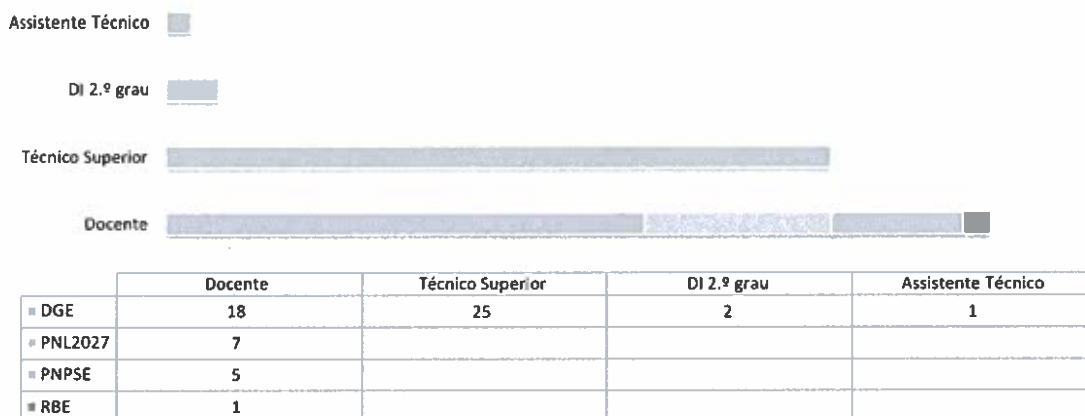 Assistente Técnico
DI 2.º grau
Técnico Superior
Docente
Docente Técnico Superior DI 2.º grau Assistente Técnico
DGE 18 25 2 1
PNL2027 7
PNPSE 5
RBE 1